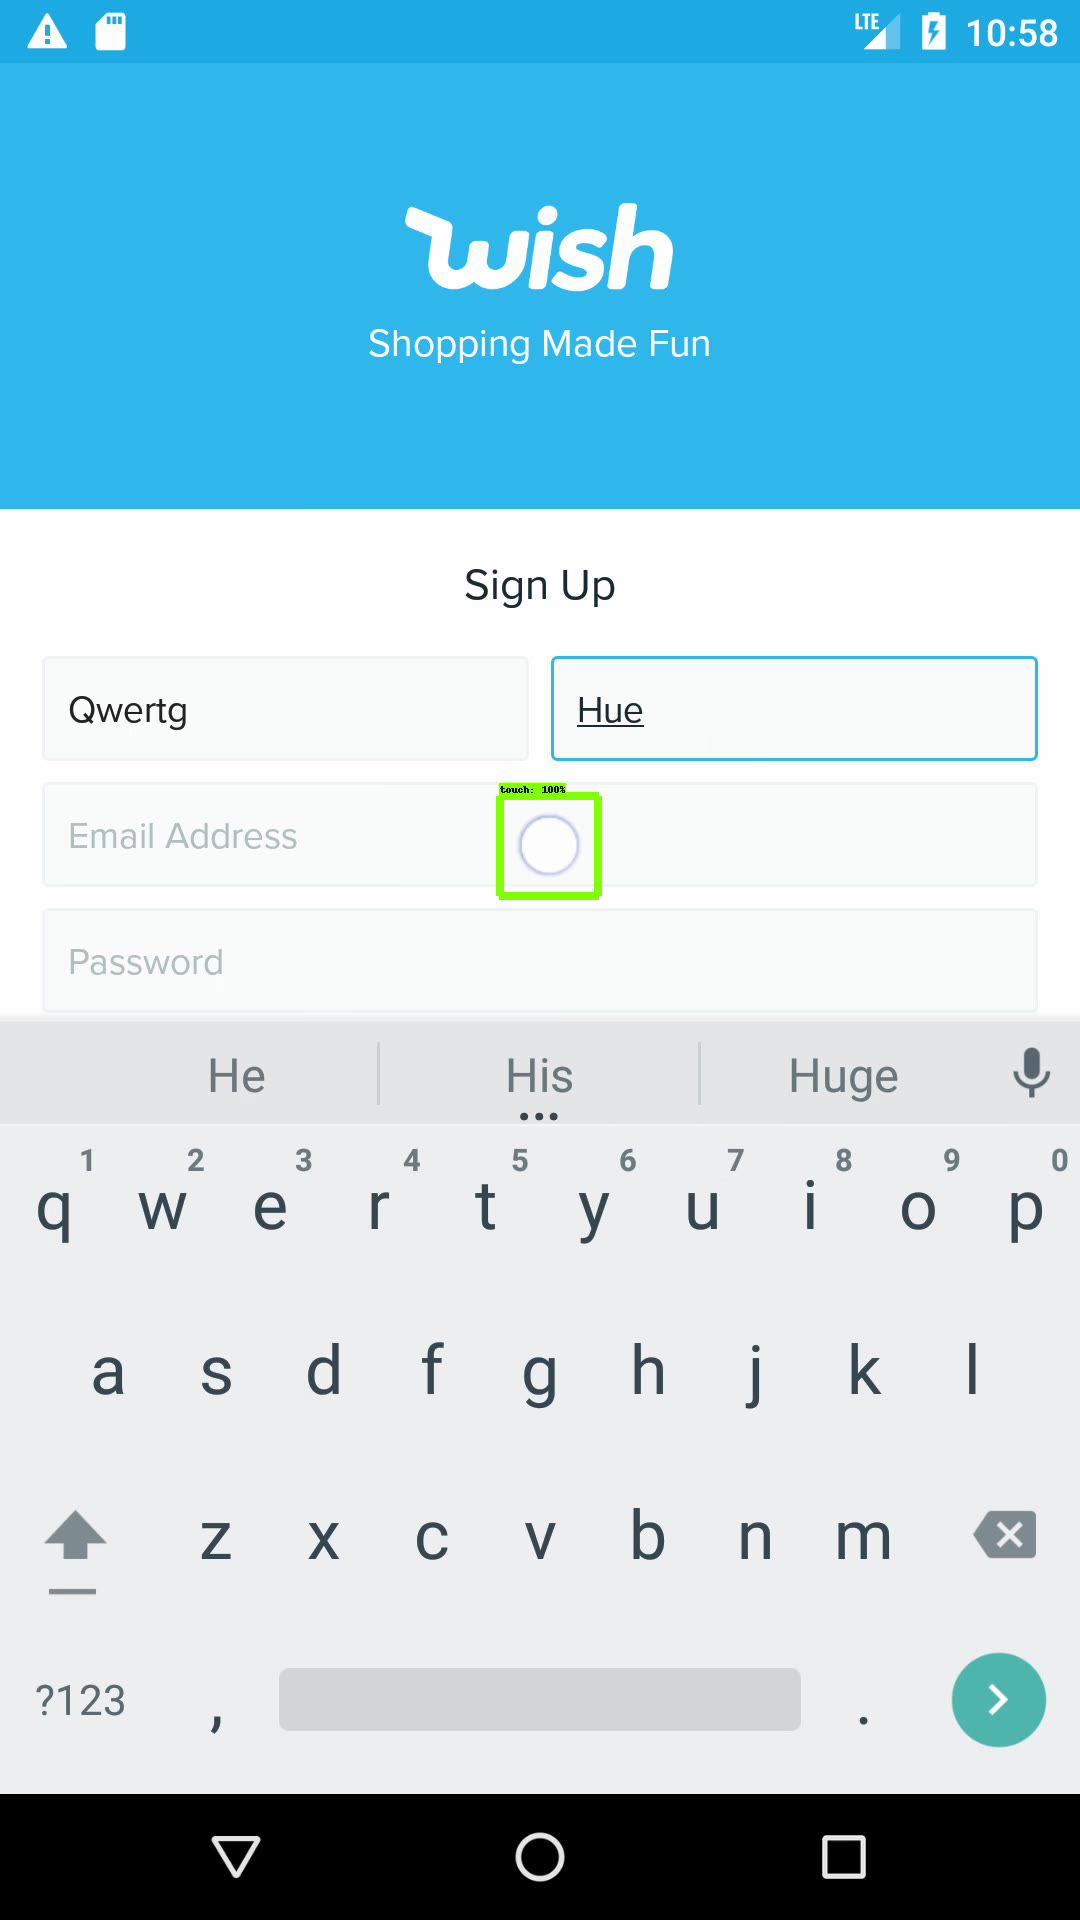 LTE 10:58
wish
Shopping Made Fun
Sign Up
Qwertg Hue
touch: 100%
Email Address
Password
He His Huge
1 2 3 4 5 6 7 8 9 0
q w e r t y u i o p
a s d f g h j k l
z x c v b n m
?123 , .